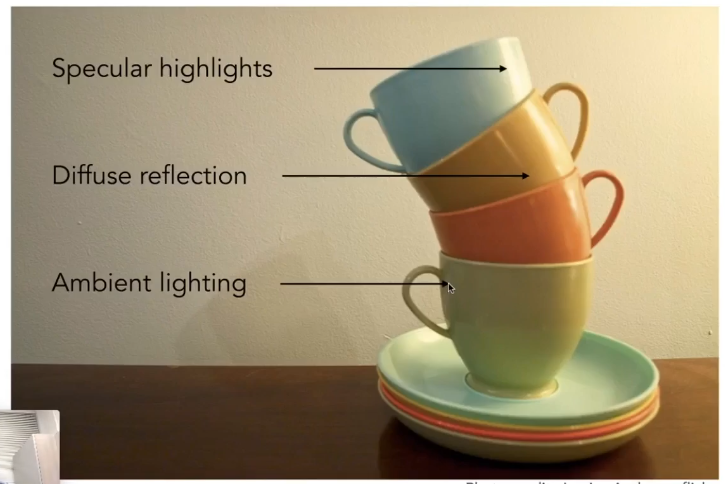 Specular highlights
Diffuse reflection
Ambient lighting